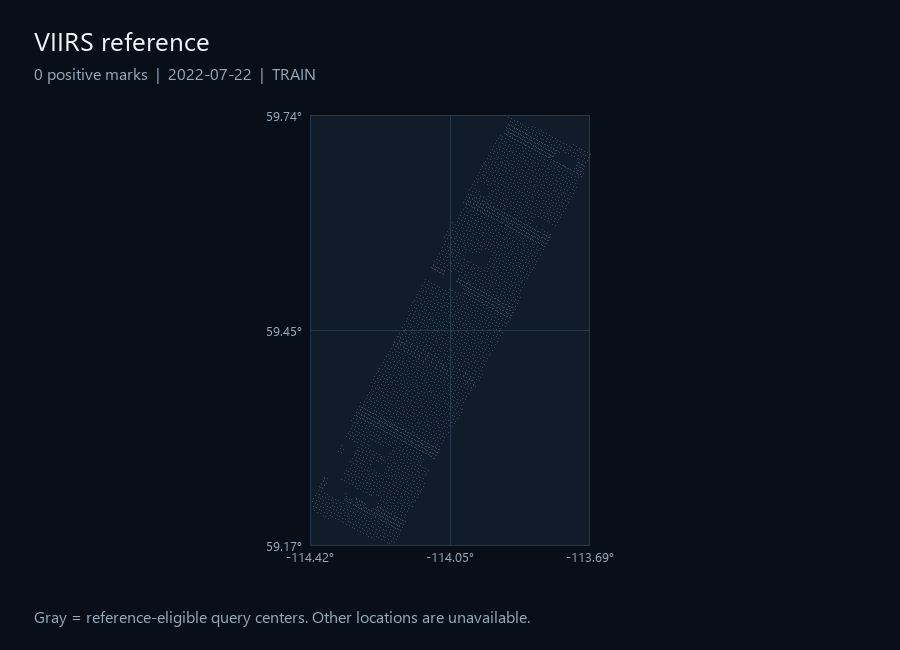 VIIRS reference
0 positive marks | 2022-07-22 | TRAIN
59.74°
59.45°
59.17°
-114.42°
-114.05°
-113.69°
Gray = reference-eligible query centers. Other locations are unavailable.